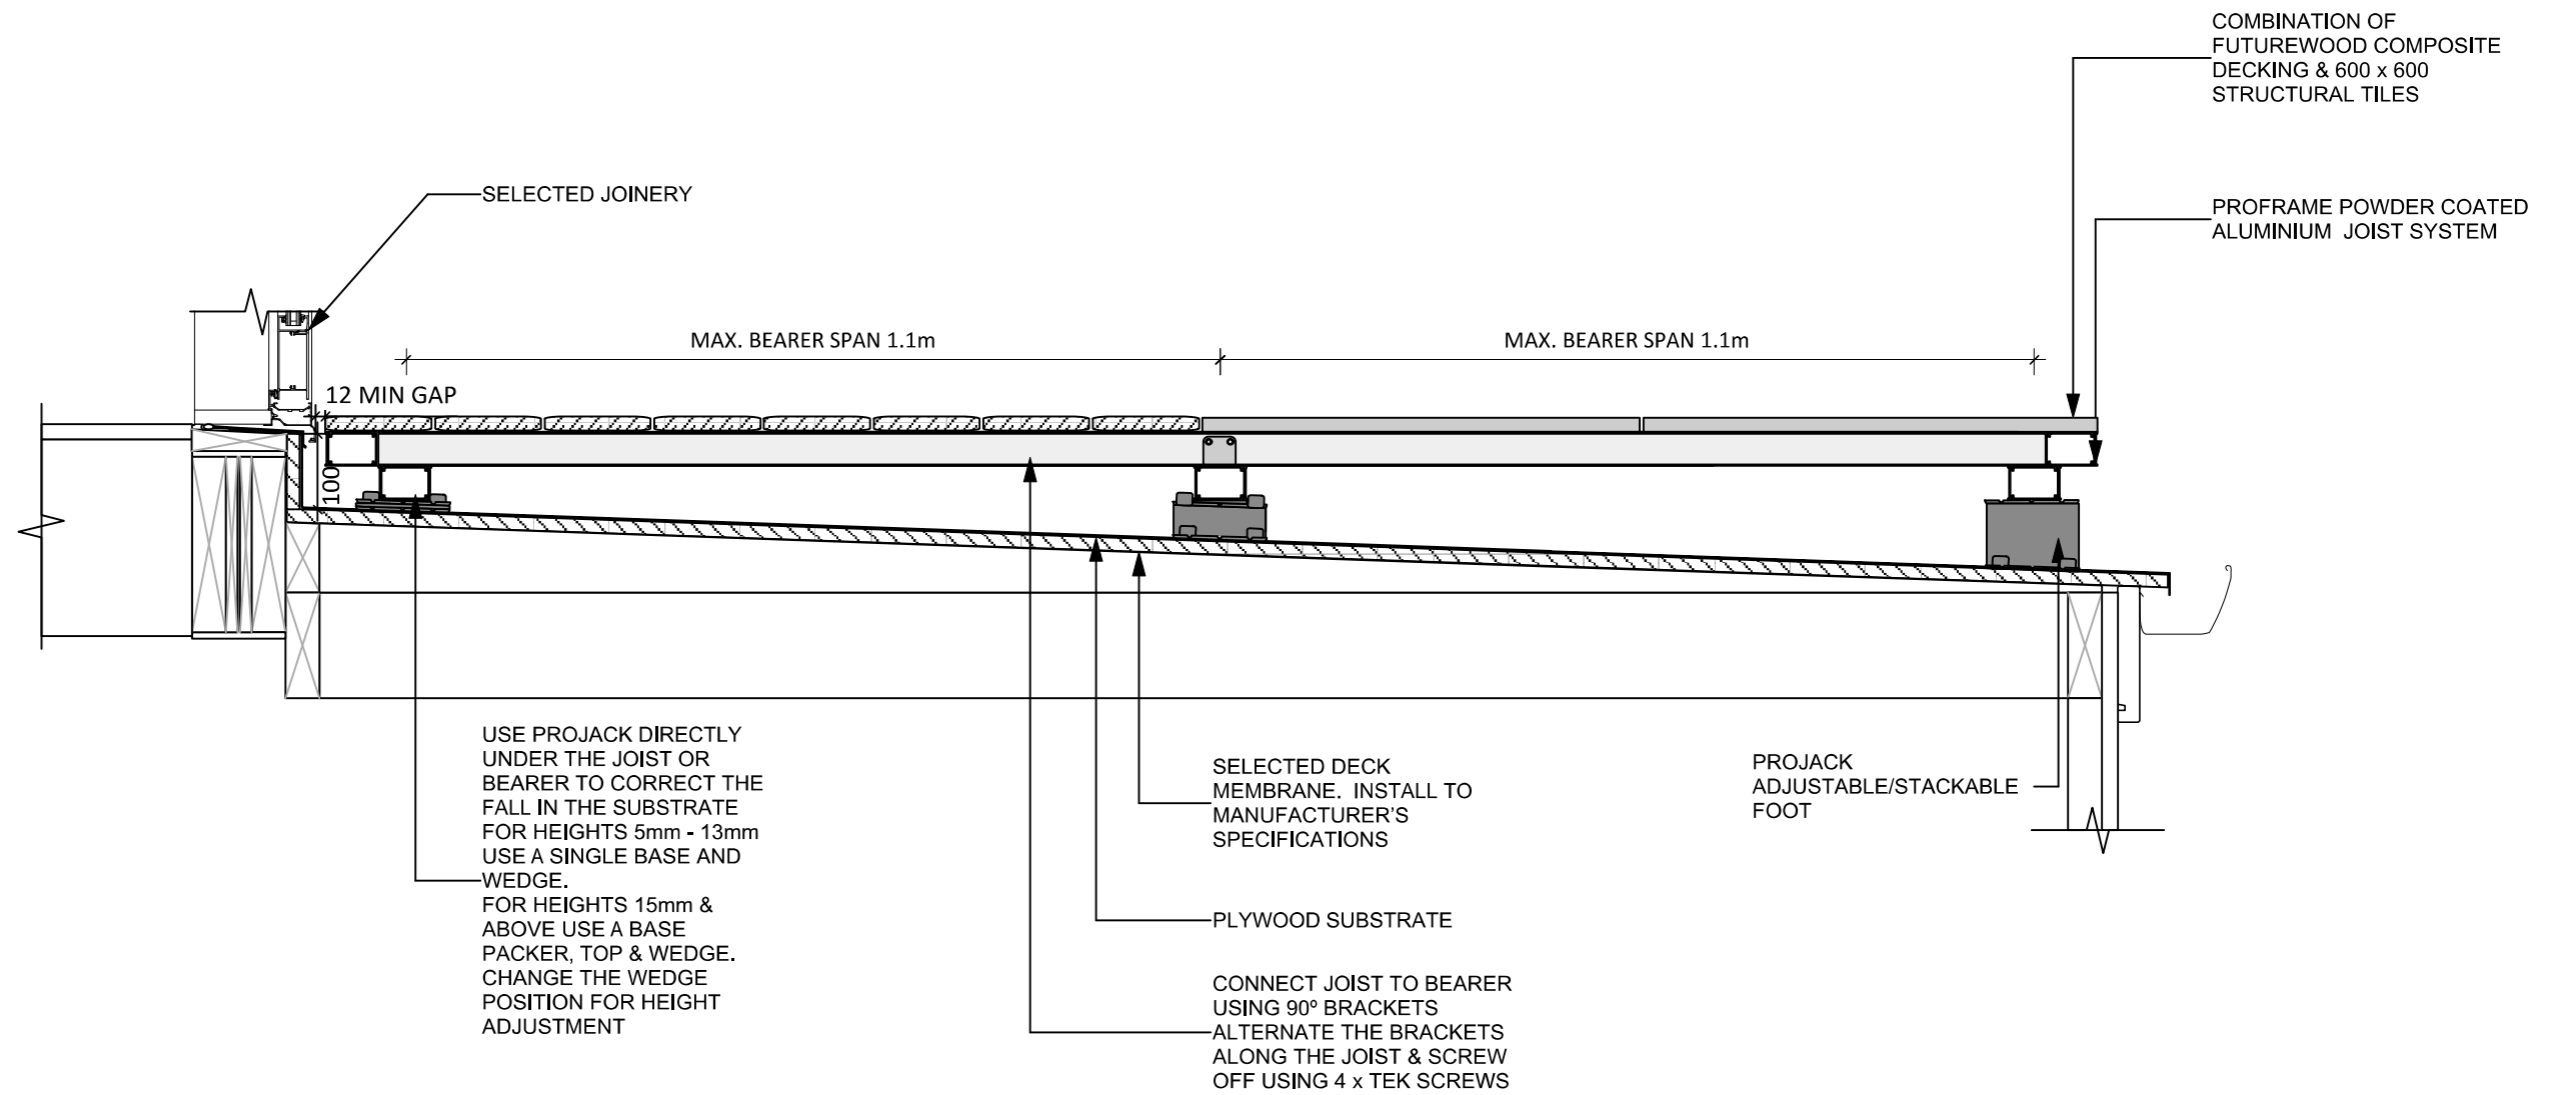 COMBINATION OF
FUTUREWOOD COMPOSITE
DECKING & 600 x 600
STRUCTURAL TILES
SELECTED JOINERY
PROFRAME POWDER COATED
ALUMINIUM JOIST SYSTEM
MAX. BEARER SPAN 1.1m
MAX. BEARER SPAN 1.1m
12 MIN GAP
100
USE PROJACK DIRECTLY
UNDER THE JOIST OR
BEARER TO CORRECT THE
FALL IN THE SUBSTRATE
FOR HEIGHTS 5mm - 13mm
USE A SINGLE BASE AND
WEDGE.
FOR HEIGHTS 15mm &
ABOVE USE A BASE
PACKER, TOP & WEDGE.
CHANGE THE WEDGE
POSITION FOR HEIGHT
ADJUSTMENT
SELECTED DECK
MEMBRANE. INSTALL TO
MANUFACTURER'S
SPECIFICATIONS
PLYWOOD SUBSTRATE
CONNECT JOIST TO BEARER
USING 90º BRACKETS
ALTERNATE THE BRACKETS
ALONG THE JOIST & SCREW
OFF USING 4 x TEK SCREWS
PROJACK
ADJUSTABLE/STACKABLE
FOOT